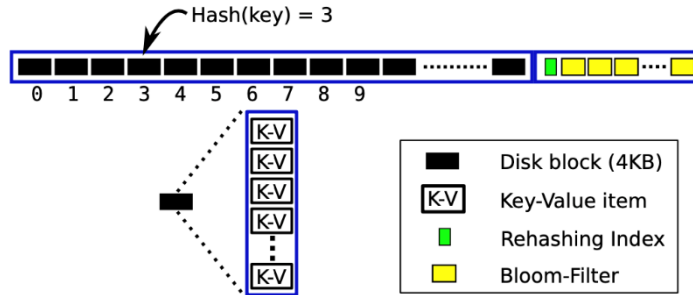 Hash(key) = 3
0 1 2 3 4 5 6 7 8 9
K-V
K-V
K-V
K-V
K-V
Disk block (4KB)
K-V Key-Value item
Rehashing Index
Bloom-Filter